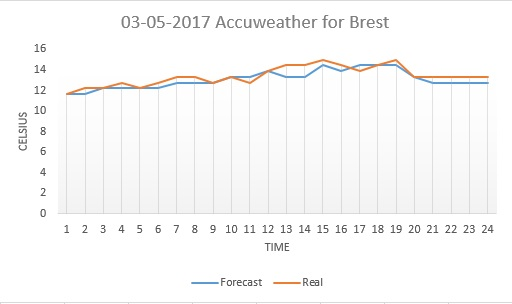 03-05-2017 Accuweather for Brest
16
14
12
10
8
6
4
2
0
CELSIUS
1 2 3 4 5 6 7 8 9 10 11 12 13 14 15 16 17 18 19 20 21 22 23 24
TIME
Forecast Real